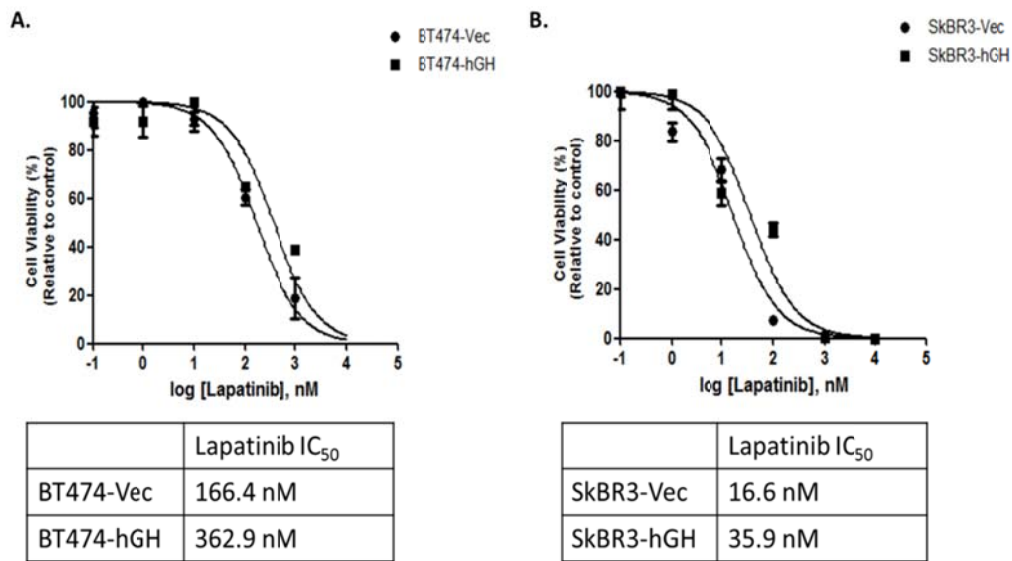 A.
BT474-Vec
BT474-hGH
100
80
60
40
20
0
Cell Viability (%)
(Relative to control)
-1 0 1 2 3 4 5
log [Lapatinib], nM
Lapatinib IC50
BT474-Vec 166.4 nM
BT474-hGH 362.9 nM
B.
SkBR3-Vec
SkBR3-hGH
100
80
60
40
20
0
Cell Viability (%)
(Relative to control)
-1 0 1 2 3 4 5
log [Lapatinib], nM
Lapatinib IC50
SkBR3-Vec 16.6 nM
SkBR3-hGH 35.9 nM